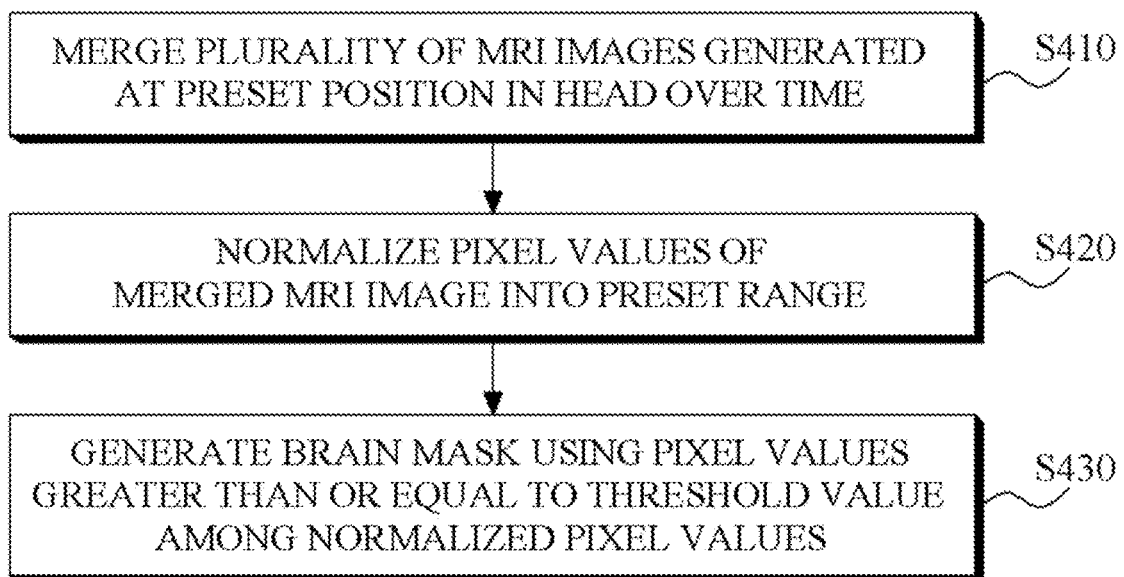 MERGE PLURALITY OF MRI IMAGES GENERATED
AT PRESET POSITION IN HEAD OVER TIME
S410
NORMALIZE PIXEL VALUES OF
MERGED MRI IMAGE INTO PRESET RANGE
S420
GENERATE BRAIN MASK USING PIXEL VALUES
GREATER THAN OR EQUAL TO THRESHOLD VALUE
AMONG NORMALIZED PIXEL VALUES
S430